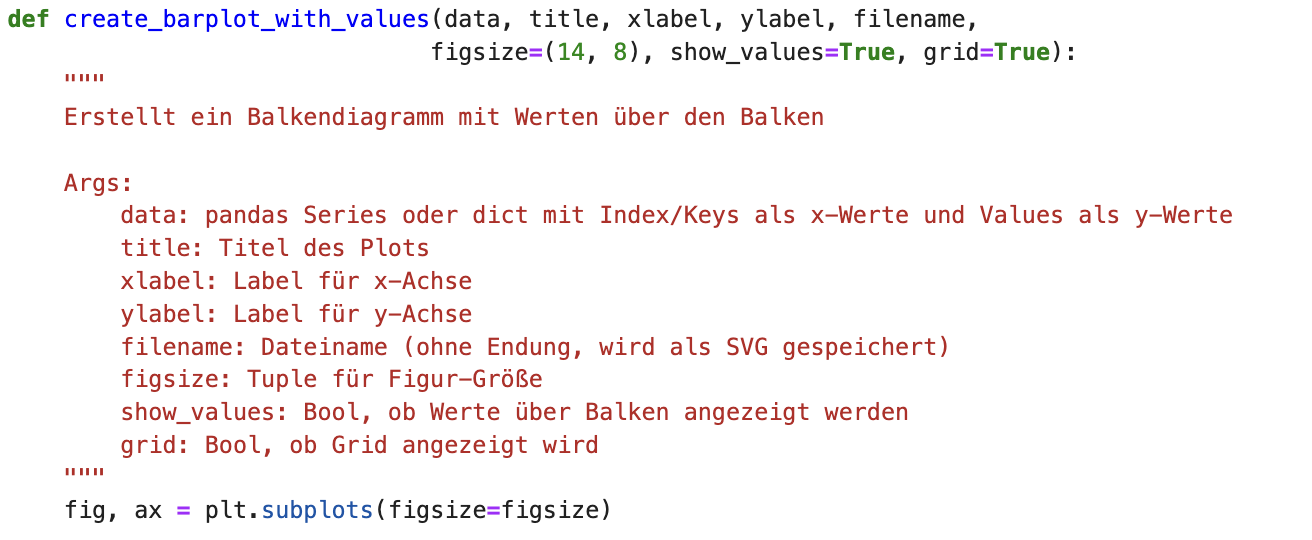 def create_barplot_with_values(data, title, xlabel, ylabel, filename,
                              figsize=(14, 8), show_values=True, grid=True):
    """
    Erstellt ein Balkendiagramm mit Werten über den Balken

    Args:
        data: pandas Series oder dict mit Index/Keys als x-Werte und Values als y-Werte
        title: Titel des Plots
        xlabel: Label für x-Achse
        ylabel: Label für y-Achse
        filename: Dateiname (ohne Endung, wird als SVG gespeichert)
        figsize: Tuple für Figur-Größe
        show_values: Bool, ob Werte über Balken angezeigt werden
        grid: Bool, ob Grid angezeigt wird
    """
    fig, ax = plt.subplots(figsize=figsize)